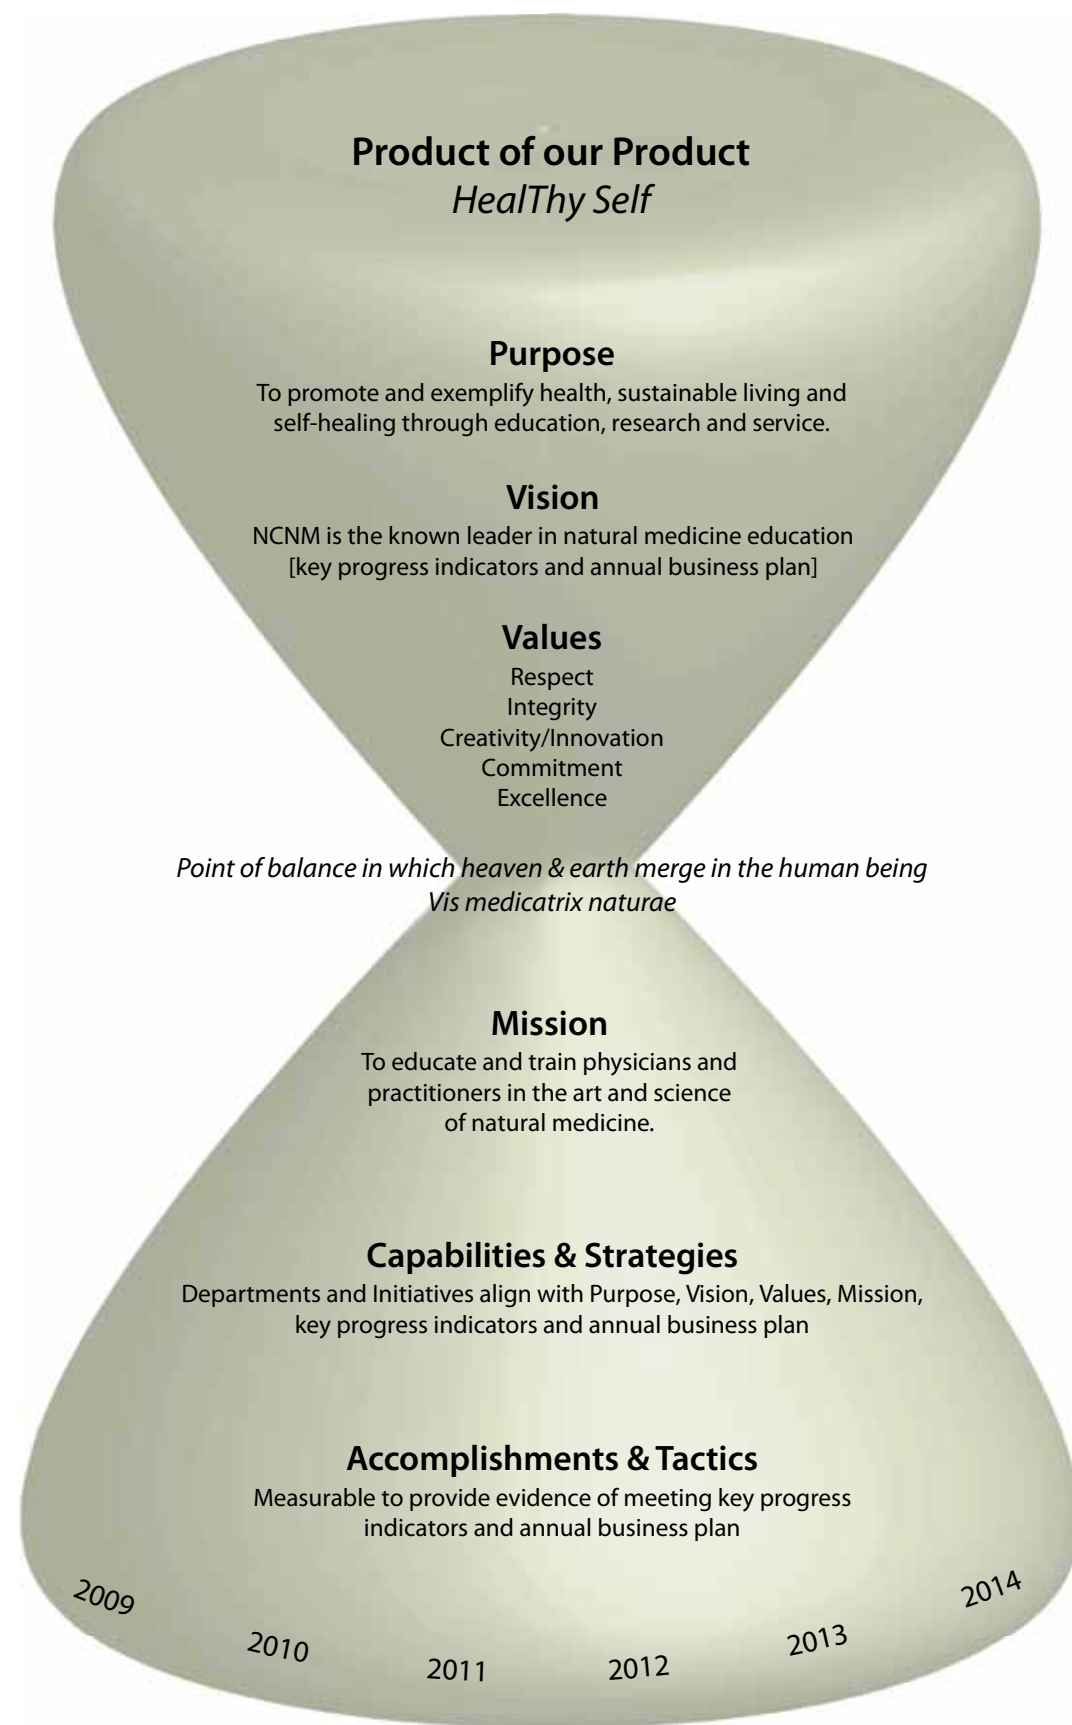 Product of our Product
HealThy Self
Purpose
To promote and exemplify health, sustainable living and
self-healing through education, research and service.
Vision
NCNM is the known leader in natural medicine education
[key progress indicators and annual business plan]
Values
Respect
Integrity
Creativity/Innovation
Commitment
Excellence
Point of balance in which heaven & earth merge in the human being
Vis medicatrix naturae
Mission
To educate and train physicians and
practitioners in the art and science
of natural medicine.
Capabilities & Strategies
Departments and Initiatives align with Purpose, Vision, Values, Mission,
key progress indicators and annual business plan
Accomplishments & Tactics
Measurable to provide evidence of meeting key progress
indicators and annual business plan
2009
2010
2011
2012
2013
2014